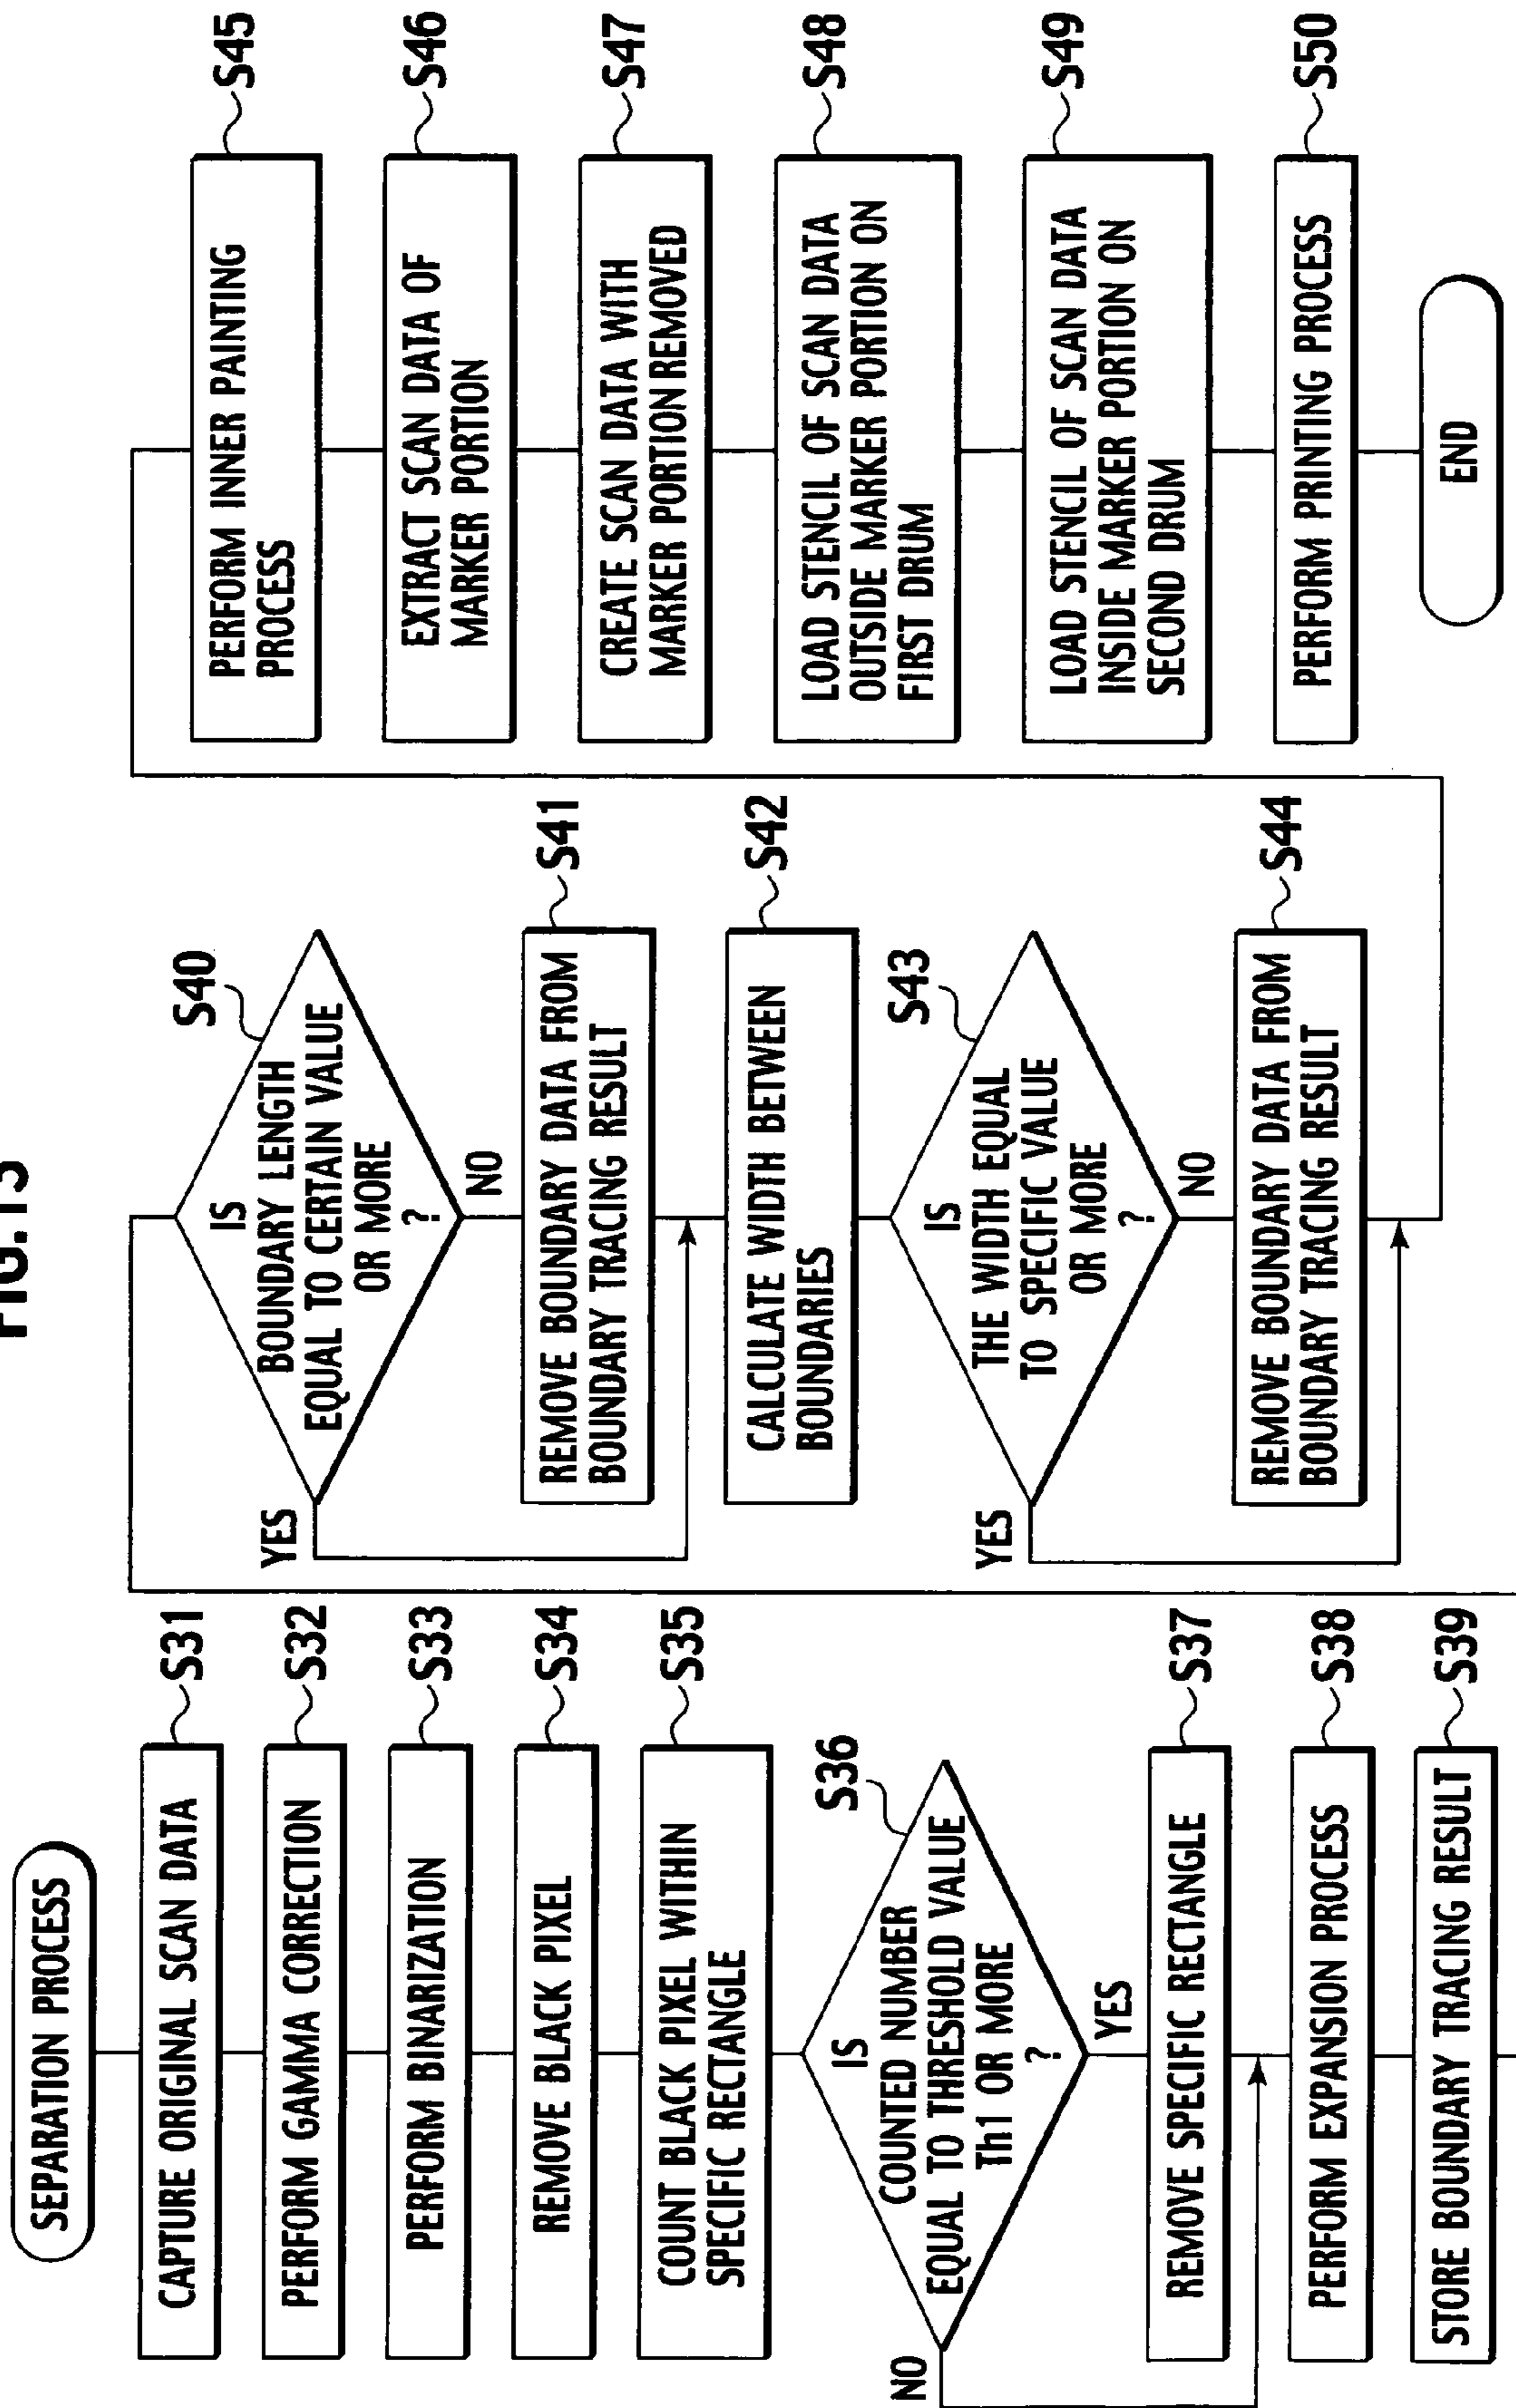 FIG.13
SEPARATION PROCESS
CAPTURE ORIGINAL SCAN DATA
S31
PERFORM GAMMA CORRECTION
S32
PERFORM BINARIZATION
S33
REMOVE BLACK PIXEL
S34
COUNT BLACK PIXEL WITHIN
SPECIFIC RECTANGLE
S35
S36
IS
COUNTED NUMBER
EQUAL TO THRESHOLD VALUE
Th1 OR MORE
?
NO
YES
REMOVE SPECIFIC RECTANGLE
S37
PERFORM EXPANSION PROCESS
S38
STORE BOUNDARY TRACING RESULT
S39
S40
IS
BOUNDARY LENGTH
EQUAL TO CERTAIN VALUE
OR MORE
?
YES
NO
REMOVE BOUNDARY DATA FROM
BOUNDARY TRACING RESULT
S41
CALCULATE WIDTH BETWEEN
BOUNDARIES
S42
S43
IS
THE WIDTH EQUAL
TO SPECIFIC VALUE
OR MORE
?
YES
NO
REMOVE BOUNDARY DATA FROM
BOUNDARY TRACING RESULT
S44
PERFORM INNER PAINTING
PROCESS
S45
EXTRACT SCAN DATA OF
MARKER PORTION
S46
CREATE SCAN DATA WITH
MARKER PORTION REMOVED
S47
LOAD STENCIL OF SCAN DATA
OUTSIDE MARKER PORTION ON
FIRST DRUM
S48
LOAD STENCIL OF SCAN DATA
INSIDE MARKER PORTION ON
SECOND DRUM
S49
PERFORM PRINTING PROCESS
S50
END